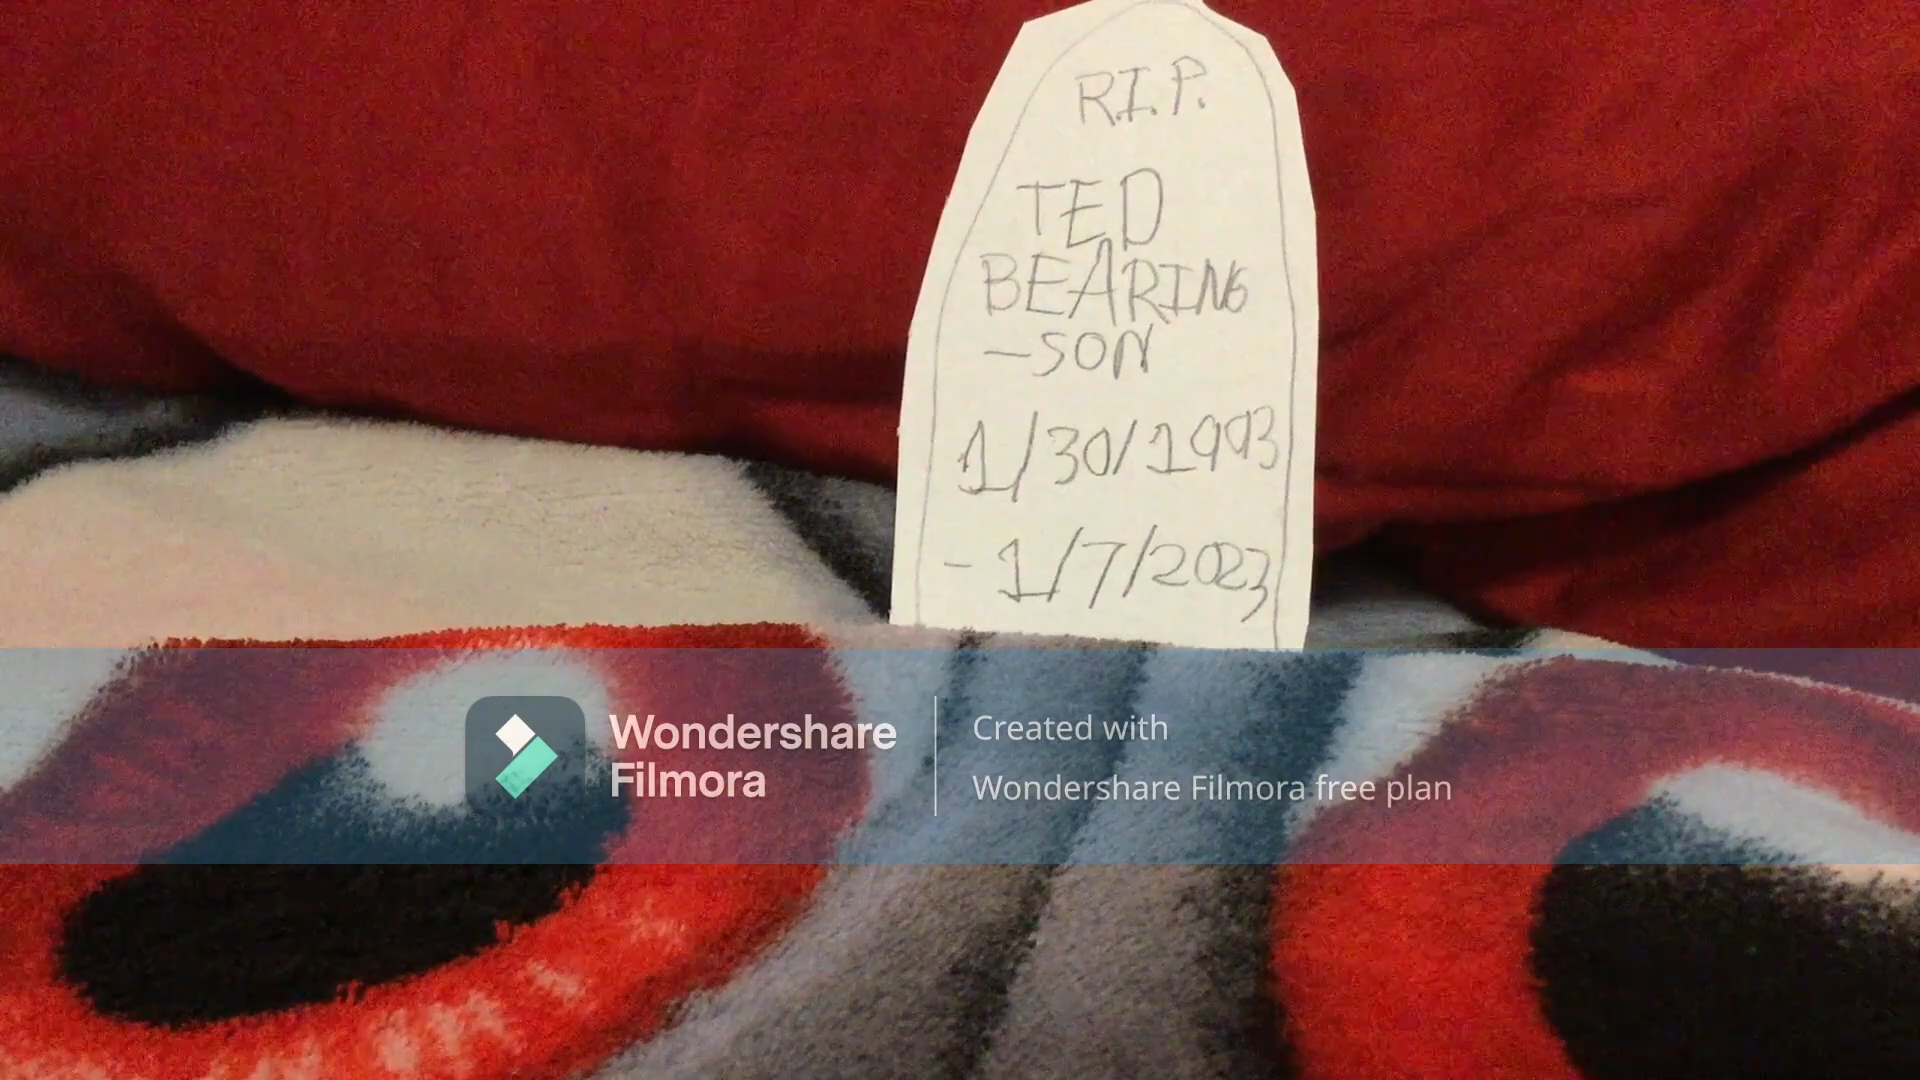 R.I.P.
TED
BEARING
-SON
1/30/1993
- 1/7/2023
Wondershare
Filmora
Created with
Wondershare Filmora free plan